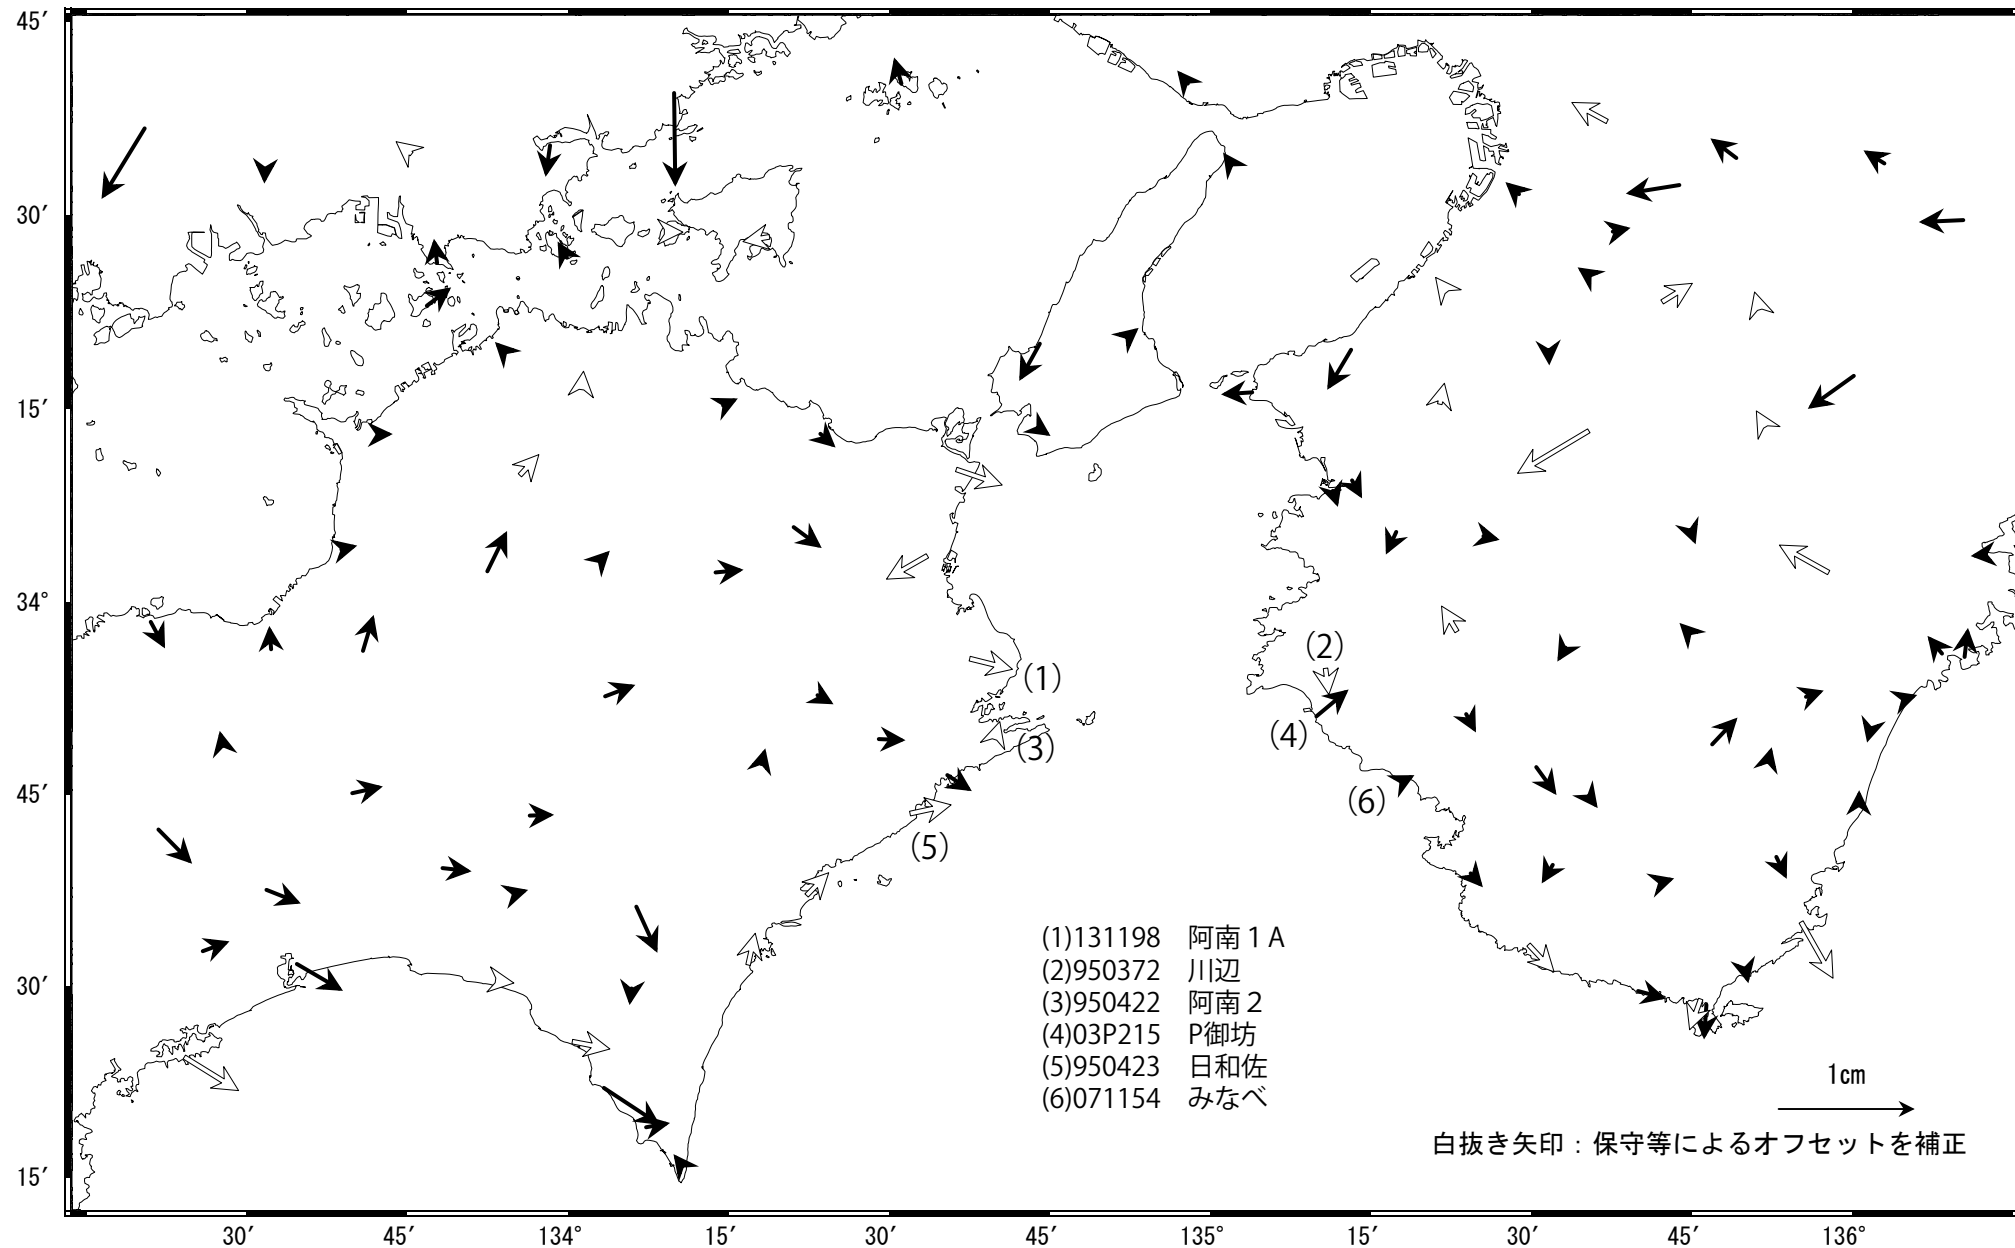 45′
30′
15′
34°
45′
30′
15′
(2)
(1)
(4)
(3)
(6)
(5)
(1)131198 阿南１A
(2)950372 川辺
(3)950422 阿南２
(4)03P215 P御坊
(5)950423 日和佐
(6)071154 みなべ
1cm
白抜き矢印：保守等によるオフセットを補正
30′ 45′ 134° 15′ 30′ 45′ 135° 15′ 30′ 45′ 136°